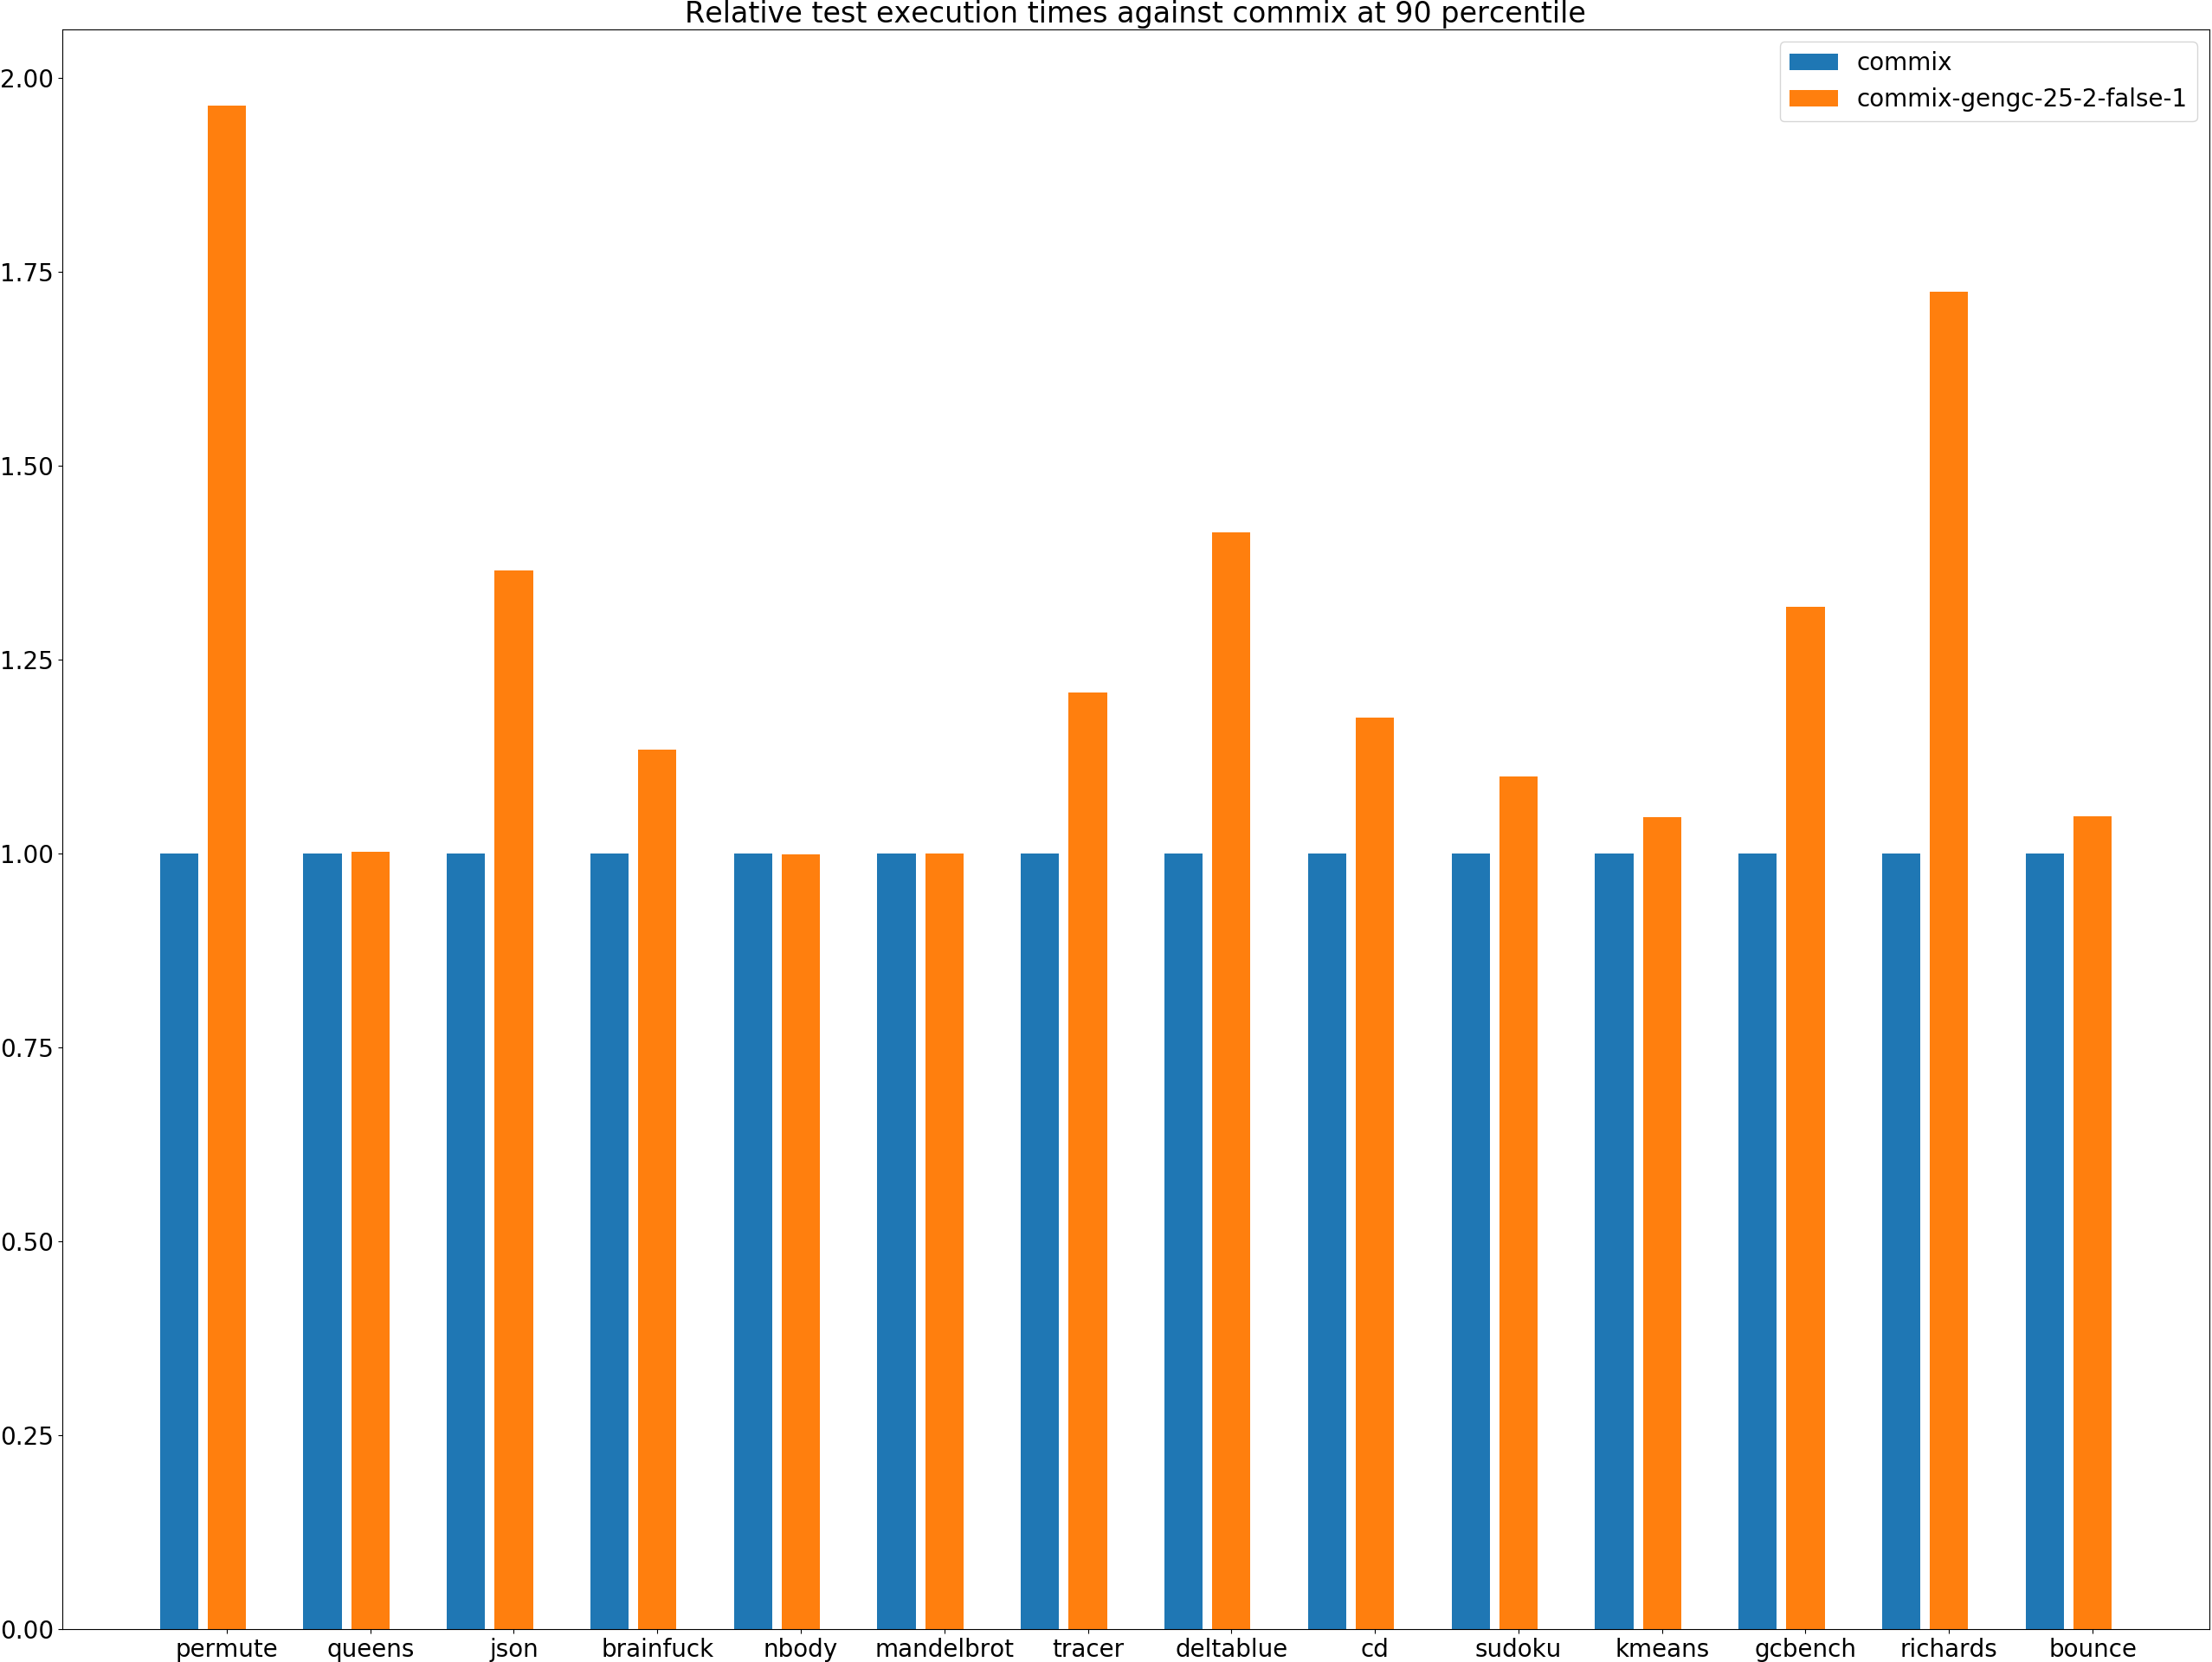 Relative test execution times against commix at 90 percentile
commix
commix-gengc-25-2-false-1
2.00
1.75
1.50
1.25
1.00
0.75
0.50
0.25
0.00
permute queens json brainfuck nbody mandelbrot tracer deltablue cd sudoku kmeans gcbench richards bounce